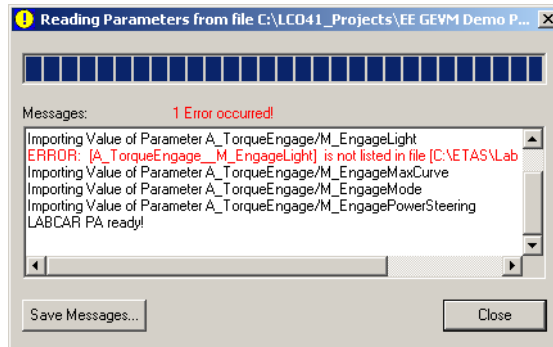 Reading Parameters from file C:\LCO41_Projects\EE GEVM Demo P...
Messages: 1 Error occurred!
Importing Value of Parameter A_TorqueEngage/M_EngageLight
ERROR: [A_TorqueEngage__M_EngageLight] is not listed in file [C:\ETAS\Lab
Importing Value of Parameter A_TorqueEngage/M_EngageMaxCurve
Importing Value of Parameter A_TorqueEngage/M_EngageMode
Importing Value of Parameter A_TorqueEngage/M_EngagePowerSteering
LABCAR PA ready!
Save Messages... Close